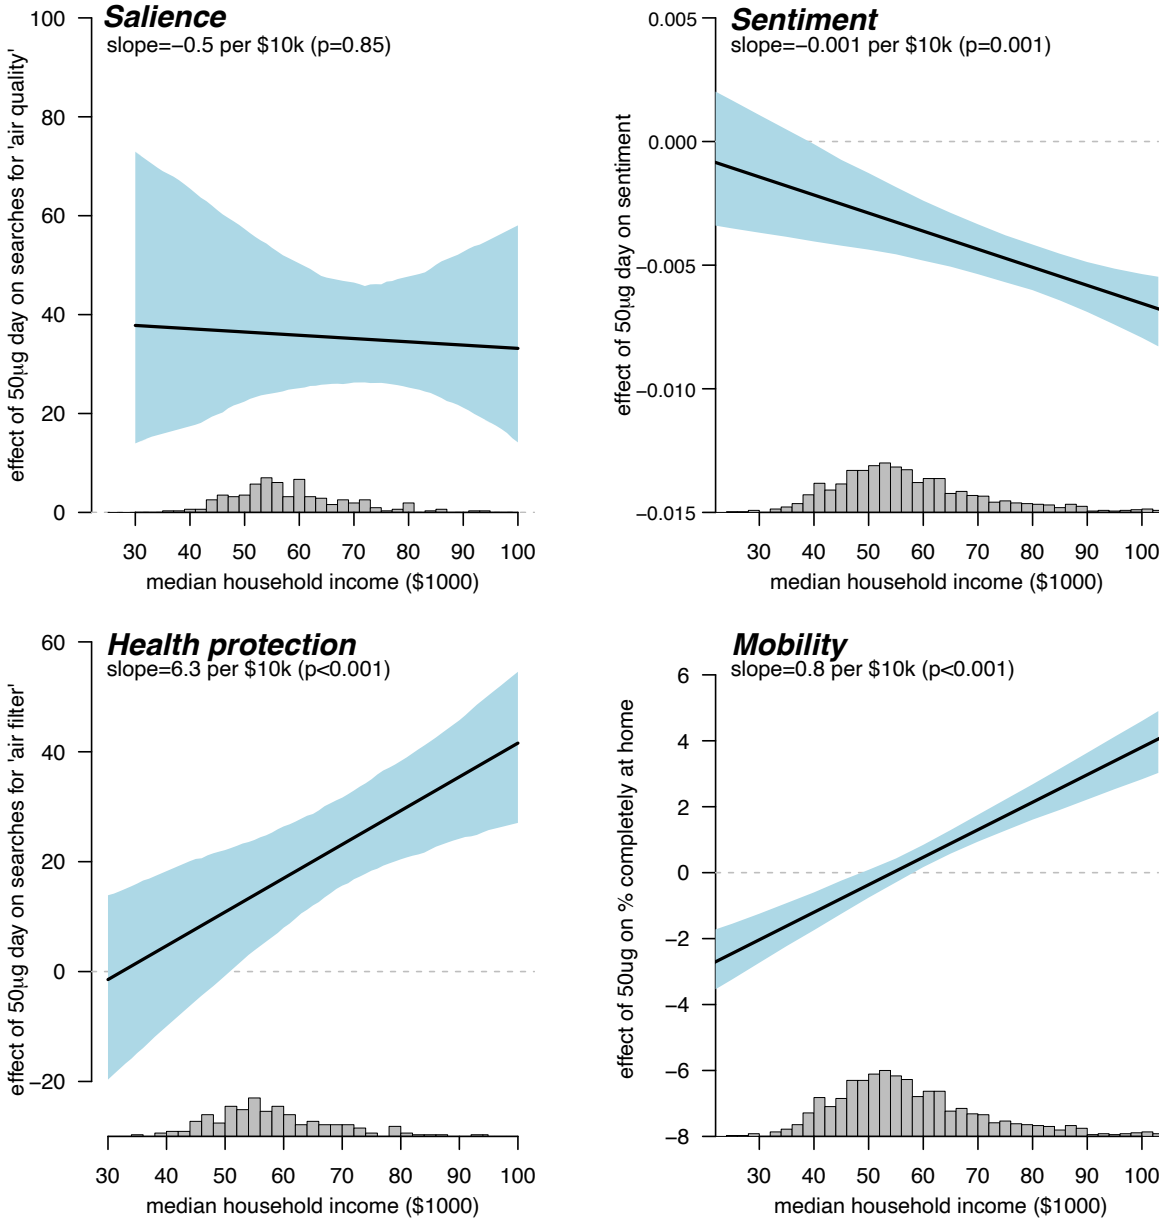 Salience
slope=−0.5 per $10k (p=0.85)
effect of 50μg day on searches for 'air quality'
100
80
60
40
20
0
30 40 50 60 70 80 90 100
median household income ($1000)
Sentiment
slope=−0.001 per $10k (p=0.001)
effect of 50μg day on sentiment
0.005
0.000
−0.005
−0.010
−0.015
30 40 50 60 70 80 90 100
median household income ($1000)
Health protection
slope=6.3 per $10k (p<0.001)
effect of 50μg day on searches for 'air filter'
60
40
20
0
−20
30 40 50 60 70 80 90 100
median household income ($1000)
Mobility
slope=0.8 per $10k (p<0.001)
effect of 50ug on % completely at home
6
4
2
0
−2
−4
−6
−8
30 40 50 60 70 80 90 100
median household income ($1000)